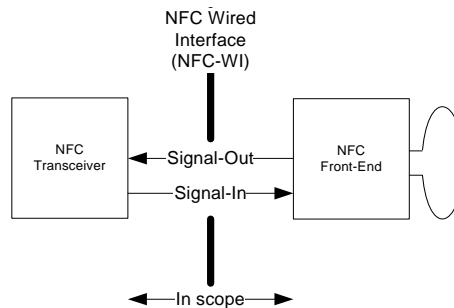 NFC Wired
Interface
(NFC-WI)
NFC
Transceiver
Signal-Out
Signal-In
NFC
Front-End
In scope